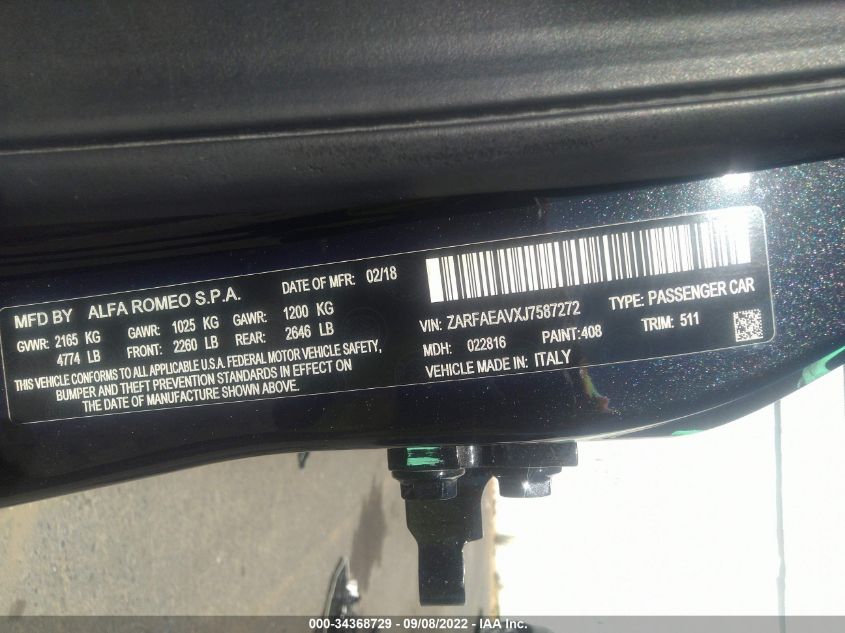 MFD BY ALFA ROMEO S.P.A. DATE OF MFR: 02/18
GVWR: 2165 KG GAWR: 1025 KG GAWR: 1200 KG
4774 LB FRONT: 2260 LB REAR: 2646 LB
THIS VEHICLE CONFORMS TO ALL APPLICABLE U.S.A. FEDERAL MOTOR VEHICLE SAFETY,
BUMPER AND THEFT PREVENTION STANDARDS IN EFFECT ON
THE DATE OF MANUFACTURE SHOWN ABOVE.
VIN: ZARFAEAVXJ7587272 TYPE: PASSENGER CAR
MDH: 022816 PAINT:408 TRIM: 511
VEHICLE MADE IN: ITALY
000-34368729 - 09/08/2022 - IAA Inc.